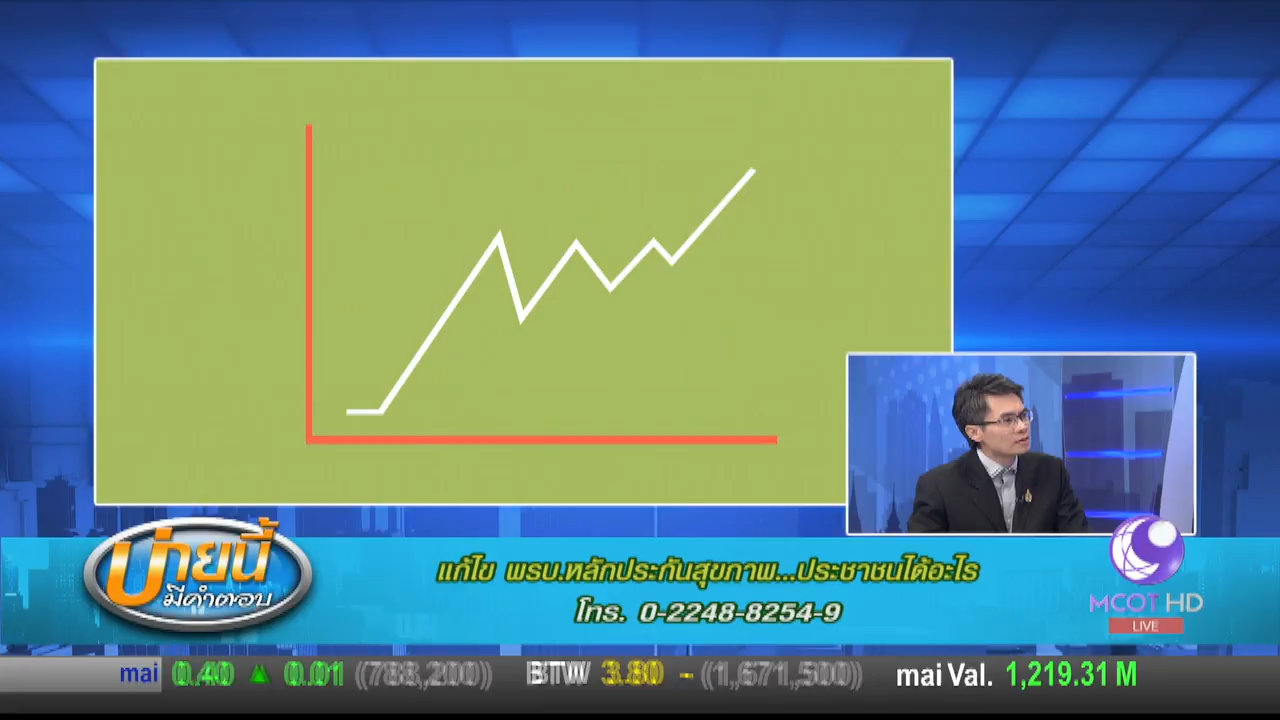 บ่ายนี้
มีคำตอบ
แก้ไข พรบ.หลักประกันสุขภาพ...ประชาชนได้อะไร
โทร. 0-2248-8254-9
MCOT HD
LIVE
mai 0.40 ▲ 0.01 (788,200) BTW 3.80 - (1,671,500) mai Val. 1,219.31 M